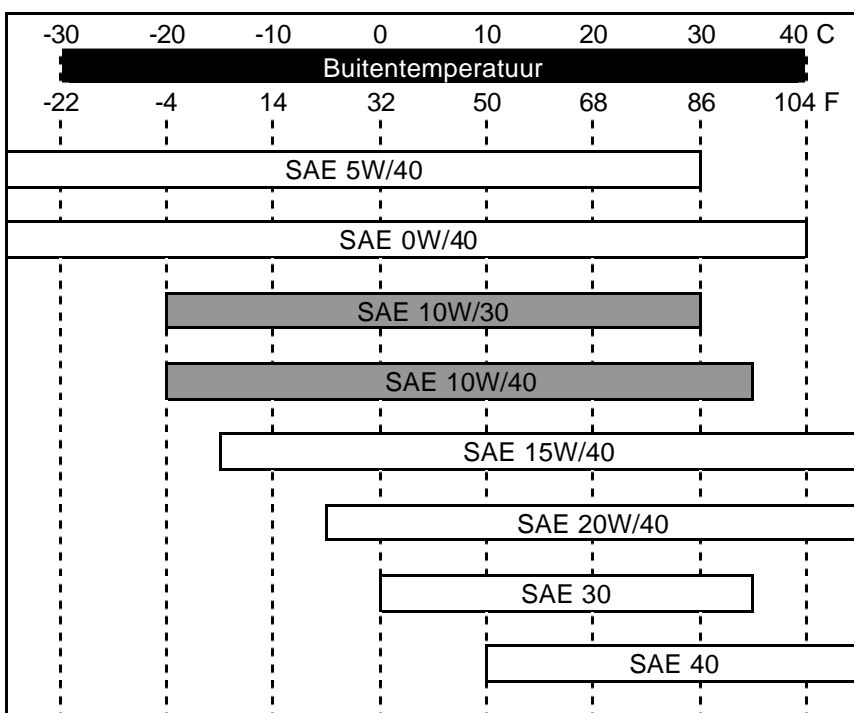 -30 -20 -10 0 10 20 30 40 C
Buitentemperatuur
-22 -4 14 32 50 68 86 104 F
SAE 5W/40
SAE 0W/40
SAE 10W/30
SAE 10W/40
SAE 15W/40
SAE 20W/40
SAE 30
SAE 40